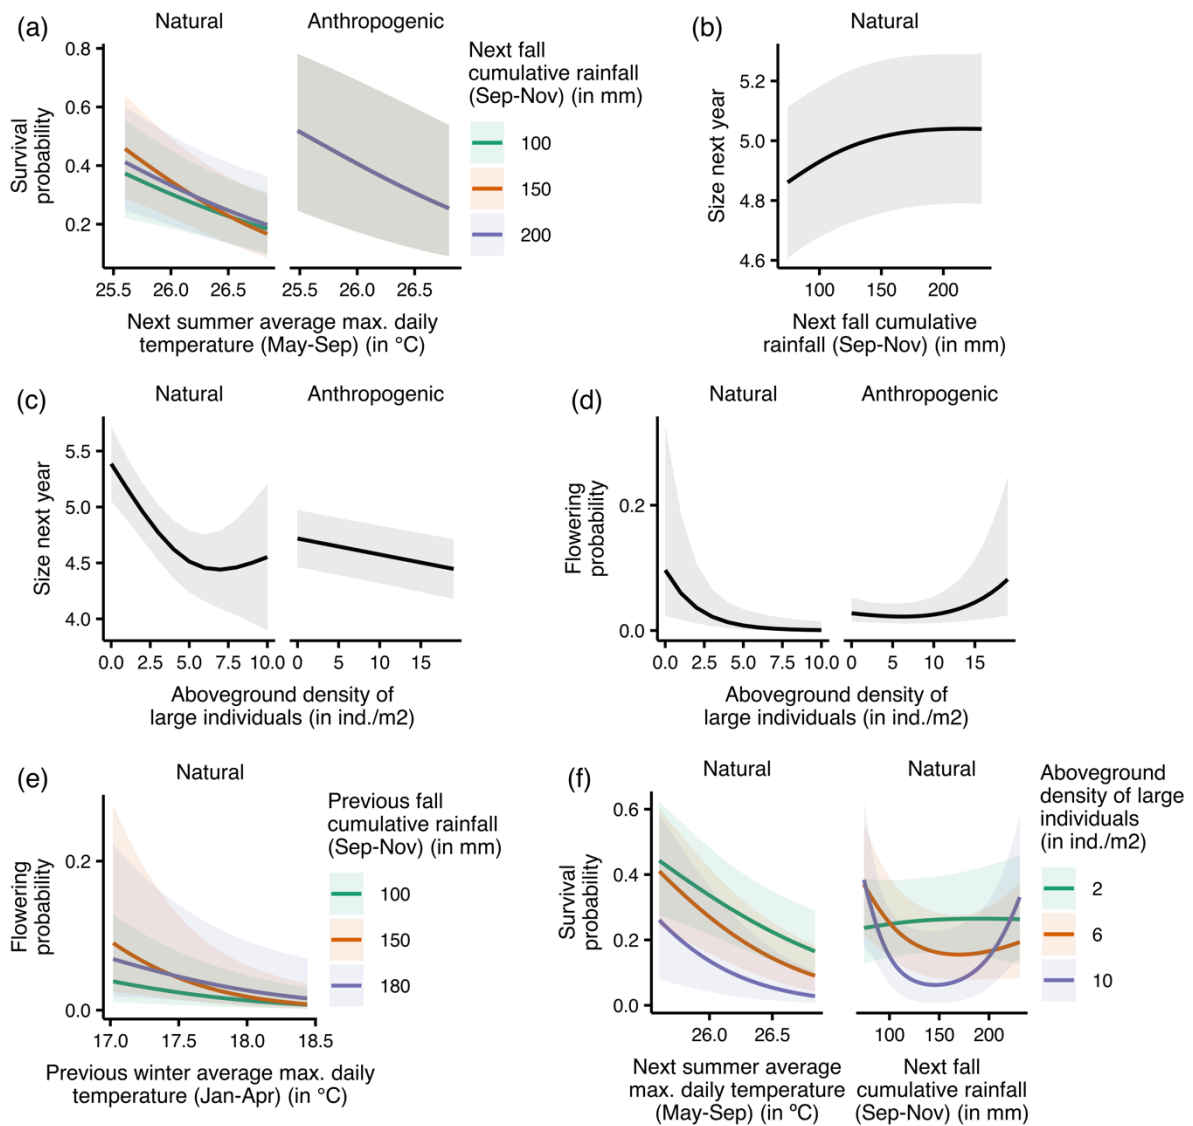 (a)
Natural
Anthropogenic
Survival
probability
0.8
0.6
0.4
0.2
25.5 26.0 26.5
25.5 26.0 26.5
Next summer average max. daily
temperature (May-Sep) (in °C)
Next fall
cumulative rainfall
(Sep-Nov) (in mm)
100
150
200
(b)
Natural
Size next year
5.2
5.0
4.8
4.6
100 150 200
Next fall cumulative
rainfall (Sep-Nov) (in mm)
(c)
Natural
Anthropogenic
Size next year
5.5
5.0
4.5
4.0
0.0 2.5 5.0 7.5 10.0
0 5 10 15
Aboveground density of
large individuals (in ind./m2)
(d)
Natural
Anthropogenic
Flowering
probability
0.2
0.0
0.0 2.5 5.0 7.5 10.0
0 5 10 15
Aboveground density of
large individuals (in ind./m2)
(e)
Natural
Flowering
probability
0.2
0.0
17.0 17.5 18.0 18.5
Previous winter average max. daily
temperature (Jan-Apr) (in °C)
Previous fall
cumulative rainfall
(Sep-Nov) (in mm)
100
150
180
(f)
Natural
Natural
Survival
probability
0.6
0.4
0.2
0.0
26.0 26.5
100 150 200
Next summer average
max. daily temperature
(May-Sep) (in ºC)
Next fall
cumulative rainfall
(Sep-Nov) (in mm)
Aboveground
density of large
individuals
(in ind./m2)
2
6
10